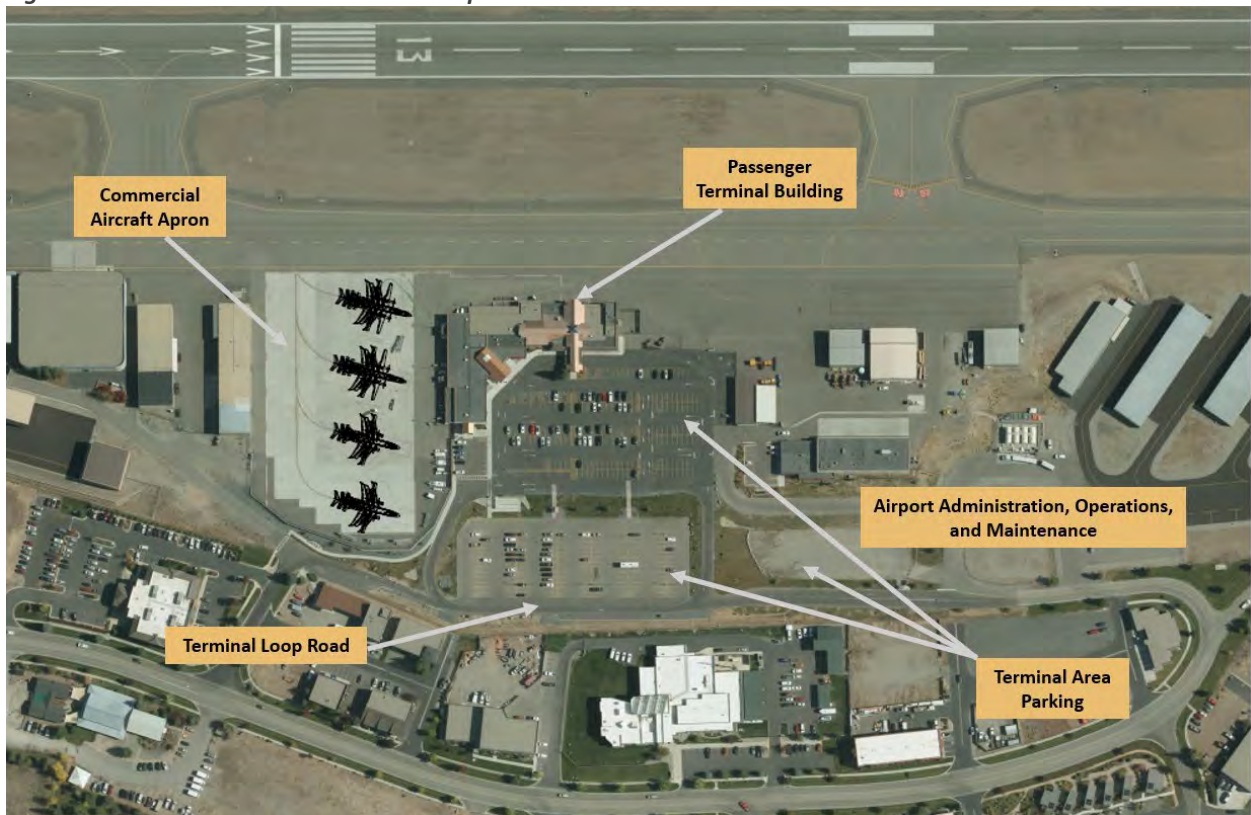 13
Passenger
Terminal Building
Commercial
Aircraft Apron
Airport Administration, Operations,
and Maintenance
Terminal Loop Road
Terminal Area
Parking